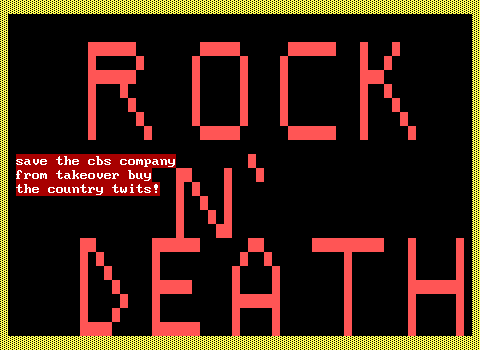 ROCK
save the cbs company
from takeover buy
the country twits!
N'
DEATH